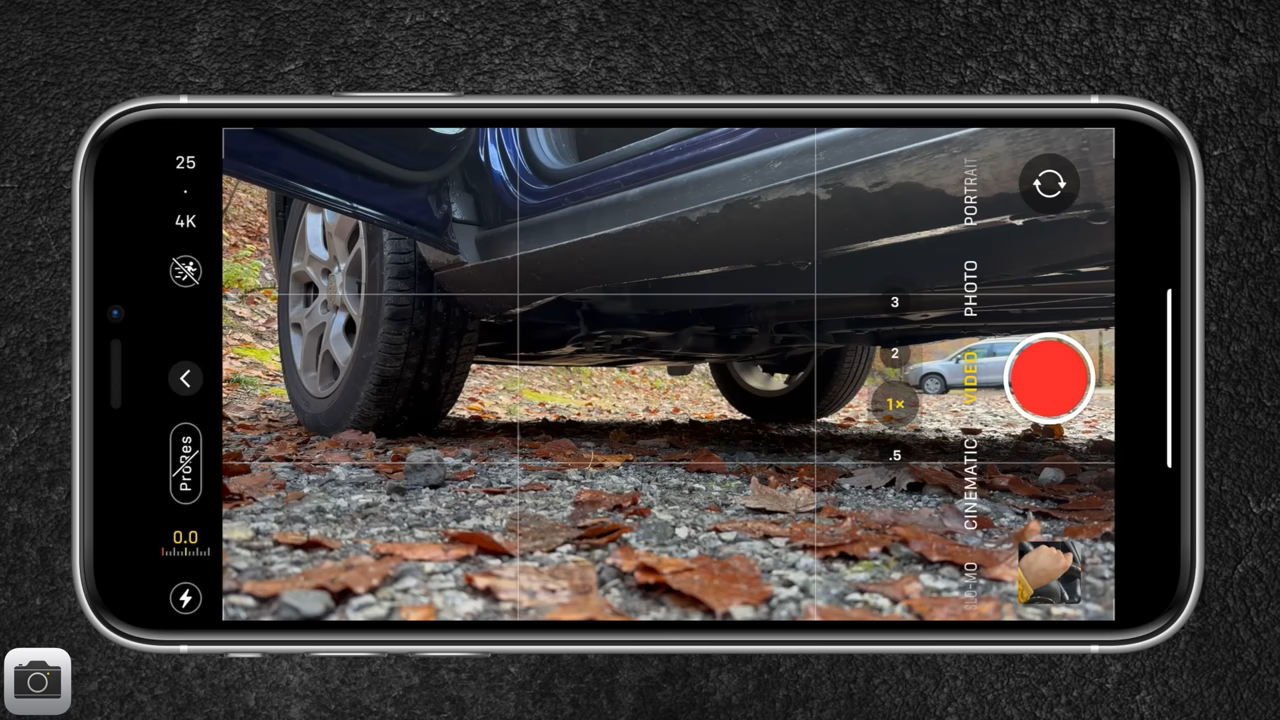 25
·
4K
ProRes
0.0
3
2
1×
.5
PORTRAIT
PHOTO
VIDEO
CINEMATIC
SLO-MO